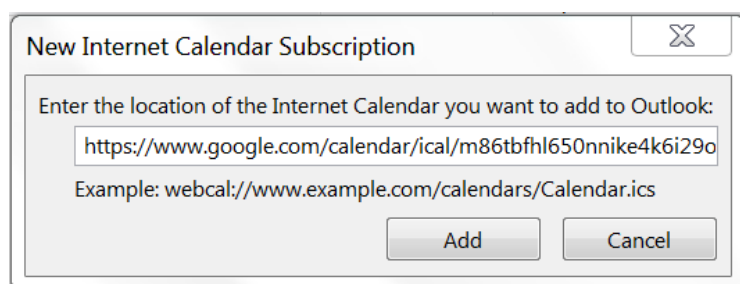 New Internet Calendar Subscription
Enter the location of the Internet Calendar you want to add to Outlook:
https://www.google.com/calendar/ical/m86tbfhl650nnike4k6i29o
Example: webcal://www.example.com/calendars/Calendar.ics
Add Cancel